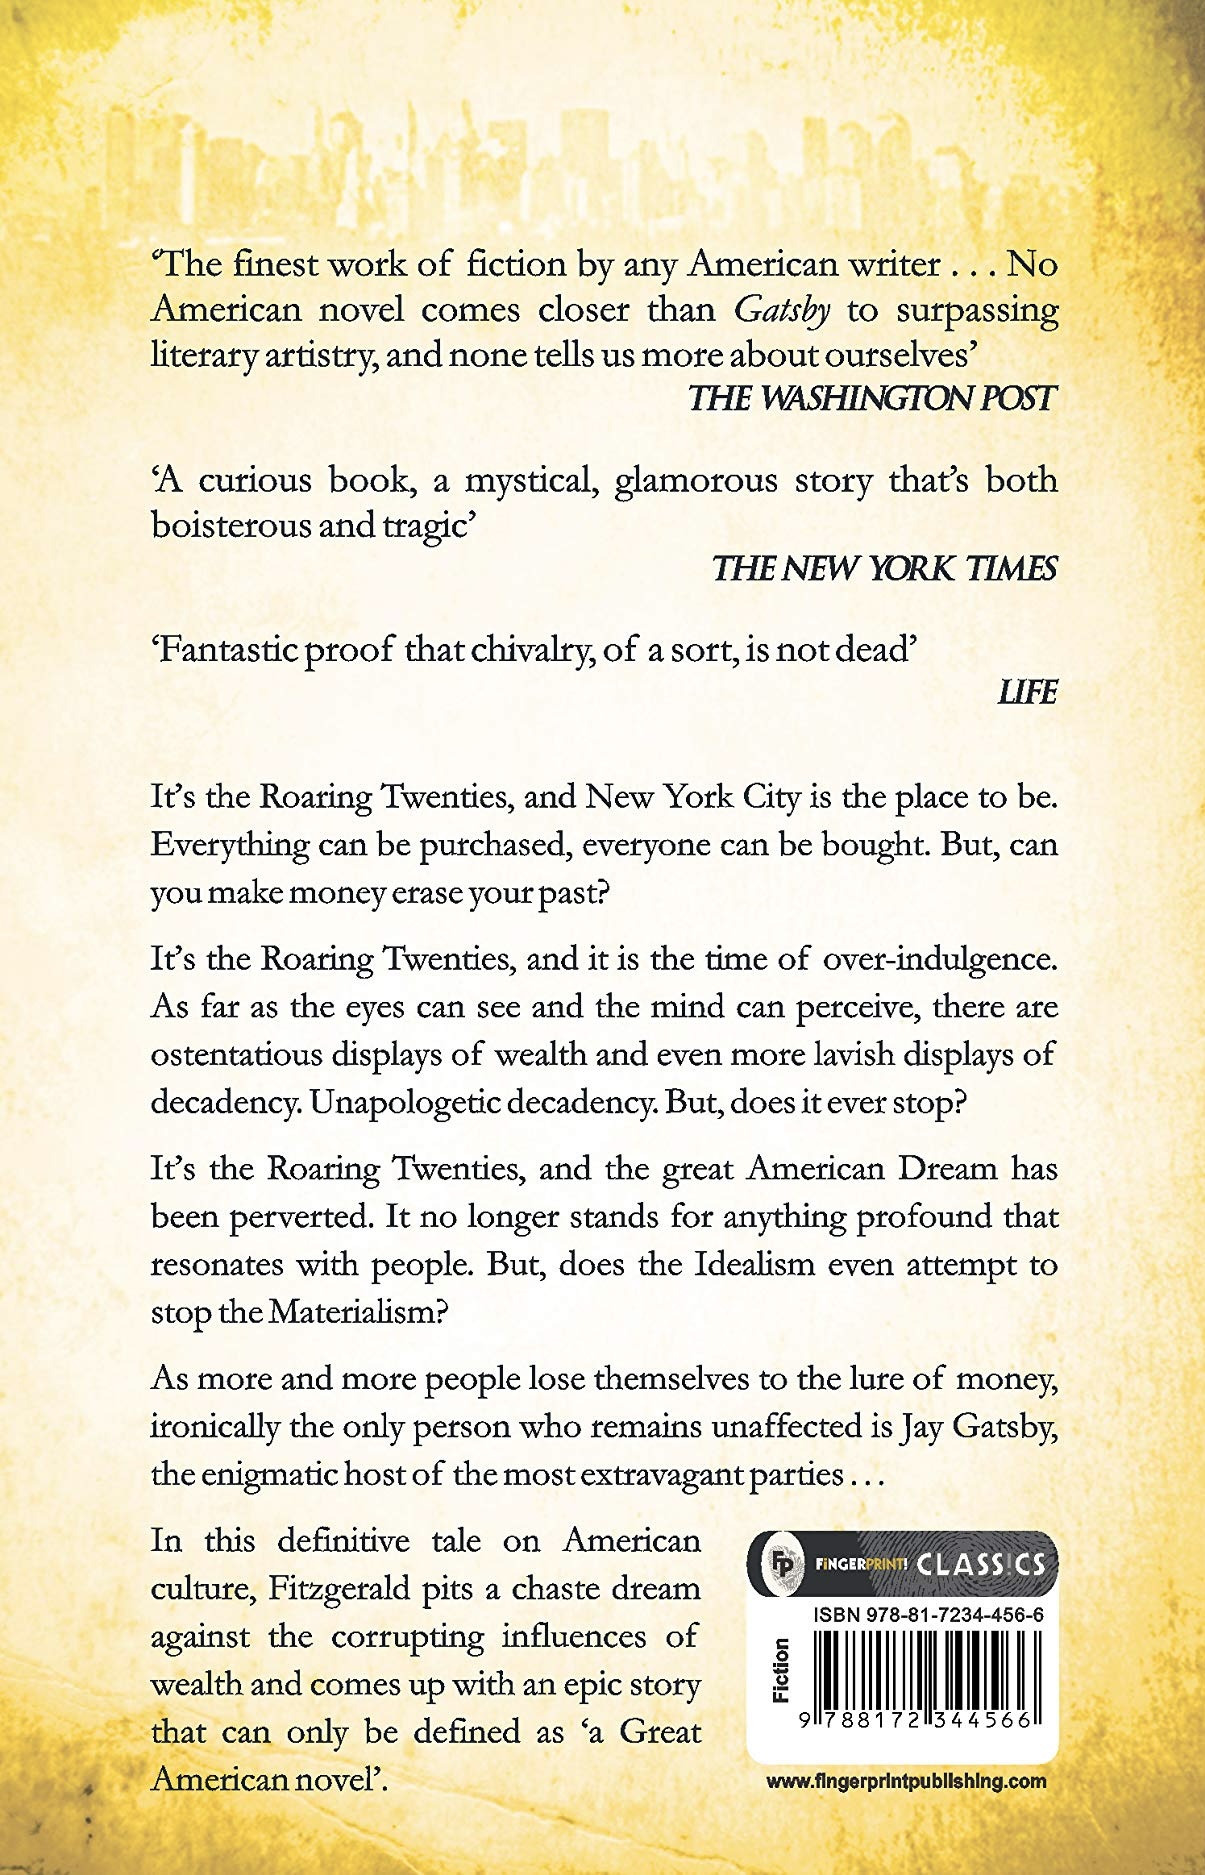 ‘The finest work of fiction by any American writer . . . No
American novel comes closer than Gatsby to surpassing
literary artistry, and none tells us more about ourselves’
THE WASHINGTON POST
‘A curious book, a mystical, glamorous story that’s both
boisterous and tragic’
THE NEW YORK TIMES
‘Fantastic proof that chivalry, of a sort, is not dead’
LIFE
It’s the Roaring Twenties, and New York City is the place to be.
Everything can be purchased, everyone can be bought. But, can
you make money erase your past?
It’s the Roaring Twenties, and it is the time of over-indulgence.
As far as the eyes can see and the mind can perceive, there are
ostentatious displays of wealth and even more lavish displays of
decadency. Unapologetic decadency. But, does it ever stop?
It’s the Roaring Twenties, and the great American Dream has
been perverted. It no longer stands for anything profound that
resonates with people. But, does the Idealism even attempt to
stop the Materialism?
As more and more people lose themselves to the lure of money,
ironically the only person who remains unaffected is Jay Gatsby,
the enigmatic host of the most extravagant parties . . .
In this definitive tale on American
culture, Fitzgerald pits a chaste dream
against the corrupting influences of
wealth and comes up with an epic story
that can only be defined as ‘a Great
American novel’.
FP FiNGERPRINT! CLASS!CS
ISBN 978-81-7234-456-6
Fiction
9 788172 344566
www.fingerprintpublishing.com